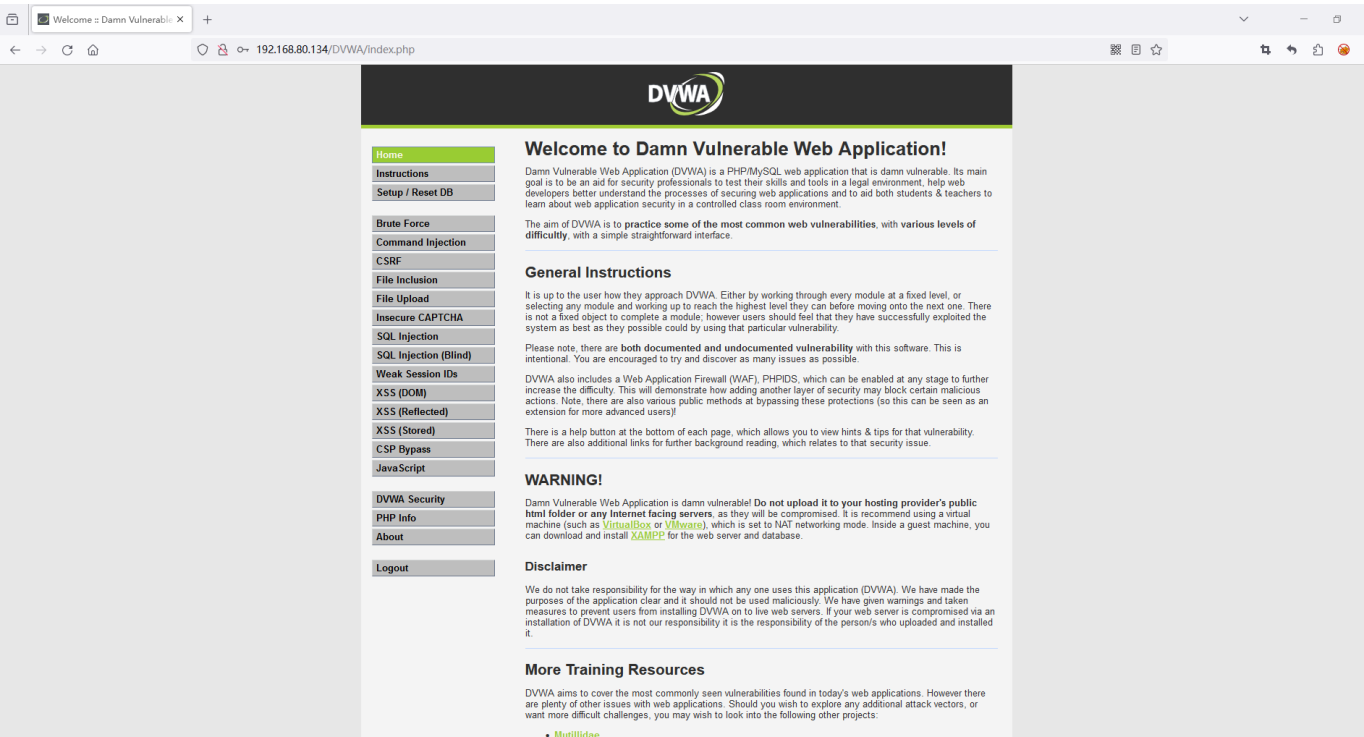 Welcome :: Damn Vulnerable
192.168.80.134/DVWA/index.php
DVWA
Home
Instructions
Setup / Reset DB
Brute Force
Command Injection
CSRF
File Inclusion
File Upload
Insecure CAPTCHA
SQL Injection
SQL Injection (Blind)
Weak Session IDs
XSS (DOM)
XSS (Reflected)
XSS (Stored)
CSP Bypass
JavaScript
DVWA Security
PHP Info
About
Logout
Welcome to Damn Vulnerable Web Application!
Damn Vulnerable Web Application (DVWA) is a PHP/MySQL web application that is damn vulnerable. Its main
goal is to be an aid for security professionals to test their skills and tools in a legal environment, help web
developers better understand the processes of securing web applications and to aid both students & teachers to
learn about web application security in a controlled class room environment.
The aim of DVWA is to practice some of the most common web vulnerabilities, with various levels of
difficultly, with a simple straightforward interface.
General Instructions
It is up to the user how they approach DVWA. Either by working through every module at a fixed level, or
selecting any module and working up to reach the highest level they can before moving onto the next one. There
is not a fixed object to complete a module; however users should feel that they have successfully exploited the
system as best as they possible could by using that particular vulnerability.
Please note, there are both documented and undocumented vulnerability with this software. This is
intentional. You are encouraged to try and discover as many issues as possible.
DVWA also includes a Web Application Firewall (WAF), PHPIDS, which can be enabled at any stage to further
increase the difficulty. This will demonstrate how adding another layer of security may block certain malicious
actions. Note, there are also various public methods at bypassing these protections (so this can be seen as an
extension for more advanced users)!
There is a help button at the bottom of each page, which allows you to view hints & tips for that vulnerability.
There are also additional links for further background reading, which relates to that security issue.
WARNING!
Damn Vulnerable Web Application is damn vulnerable! Do not upload it to your hosting provider's public
html folder or any Internet facing servers, as they will be compromised. It is recommend using a virtual
machine (such as VirtualBox or VMware), which is set to NAT networking mode. Inside a guest machine, you
can download and install XAMPP for the web server and database.
Disclaimer
We do not take responsibility for the way in which any one uses this application (DVWA). We have made the
purposes of the application clear and it should not be used maliciously. We have given warnings and taken
measures to prevent users from installing DVWA on to live web servers. If your web server is compromised via an
installation of DVWA it is not our responsibility it is the responsibility of the person/s who uploaded and installed
it.
More Training Resources
DVWA aims to cover the most commonly seen vulnerabilities found in today's web applications. However there
are plenty of other issues with web applications. Should you wish to explore any additional attack vectors, or
want more difficult challenges, you may wish to look into the following other projects:
Mutillidae